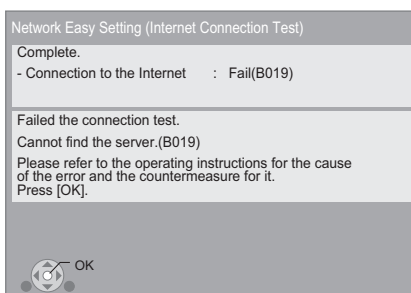 Network Easy Setting (Internet Connection Test)
Complete.
- Connection to the Internet : Fail(B019)
Failed the connection test.
Cannot find the server.(B019)
Please refer to the operating instructions for the cause
of the error and the countermeasure for it.
Press [OK].
OK